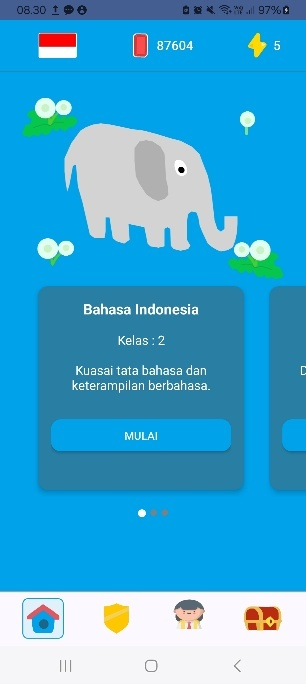 08.30
97%
87604
5
Bahasa Indonesia
Kelas : 2
Kuasai tata bahasa dan
keterampilan berbahasa.
D
MULAI